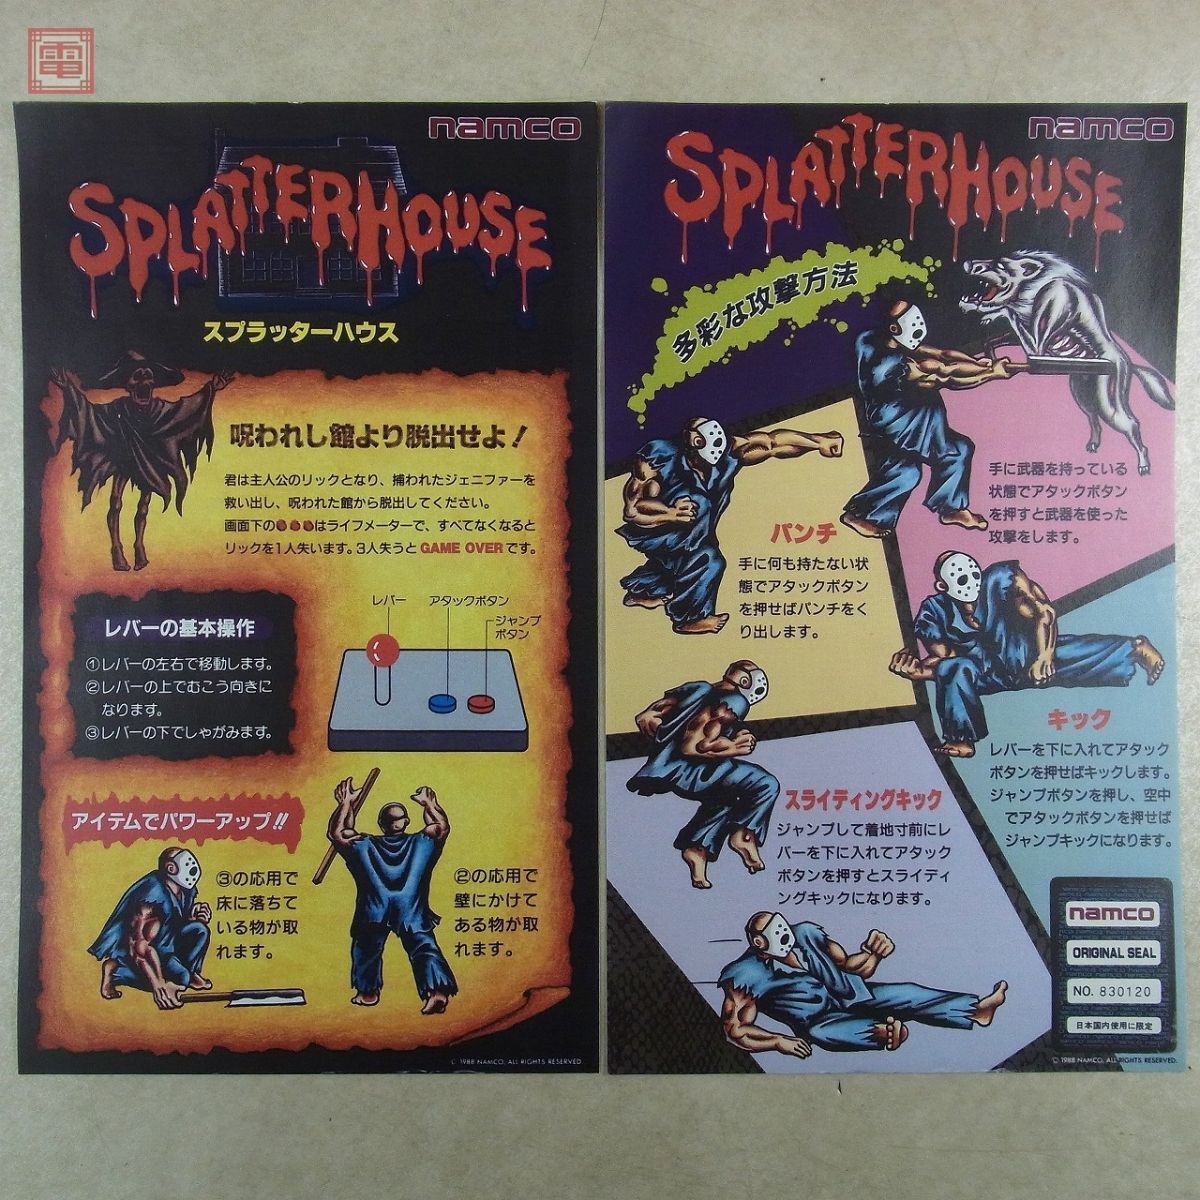 電
namco
SPLATTERHOUSE
スプラッターハウス
呪われし館より脱出せよ!
君は主人公のリックとなり、捕われたジェニファーを
救い出し、呪われた館から脱出してください。
画面下の●●●はライフメーターで、すべてなくなると
リックを1人失います。3人失うとGAME OVERです。
レバー
アタックボタン
ジャンプ
ボタン
レバーの基本操作
①レバーの左右で移動します。
②レバーの上でむこう向きに
なります。
③レバーの下でしゃがみます。
アイテムでパワーアップ!!
③の応用で
床に落ちて
いる物が取
れます。
②の応用で
壁にかけて
ある物が取
れます。
© 1988 NAMCO, ALL RIGHTS RESERVED.
namco
SPLATTERHOUSE
多彩な攻撃方法
手に武器を持っている
状態でアタックボタン
を押すと武器を使った
攻撃をします。
パンチ
手に何も持たない状
態でアタックボタン
を押せばパンチをく
り出します。
キック
レバーを下に入れてアタック
ボタンを押せばキックします。
ジャンプボタンを押し、空中
でアタックボタンを押せば
ジャンプキックになります。
スライディングキック
ジャンプして着地寸前にレ
バーを下に入れてアタック
ボタンを押すとスライディ
ングキックになります。
namco
ORIGINAL SEAL
NO. 830120
日本国内使用に限定
© 1988 NAMCO, ALL RIGHTS RESERVED.